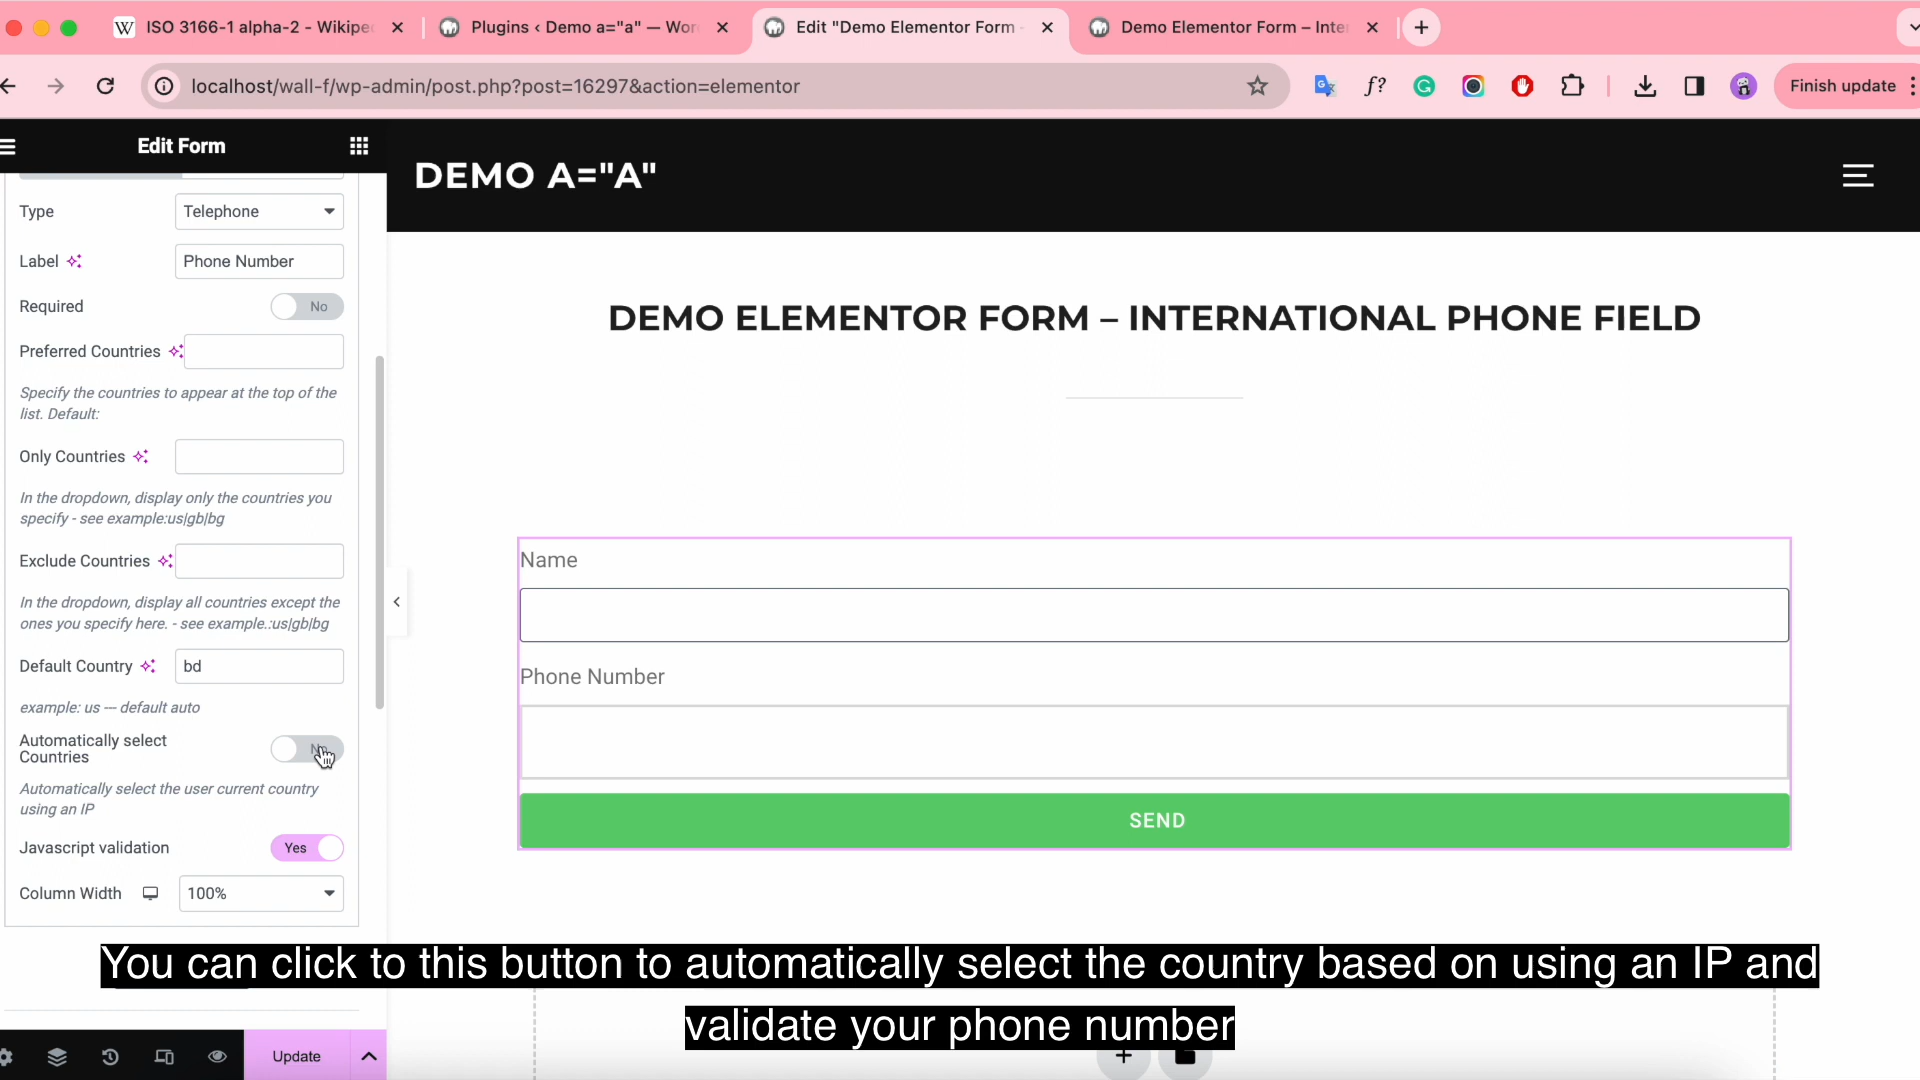 W ISO 3166-1 alpha-2 - Wikipe
Plugins ‹ Demo a="a" — Wor
Edit "Demo Elementor Form -
Demo Elementor Form – Inte
localhost/wall-f/wp-admin/post.php?post=16297&action=elementor
f?
Finish update
Edit Form
DEMO A="A"
Type
Telephone
Label
Phone Number
Required
No
Preferred Countries
Specify the countries to appear at the top of the
list. Default:
Only Countries
In the dropdown, display only the countries you
specify - see example:us|gb|bg
Exclude Countries
In the dropdown, display all countries except the
ones you specify here. - see example.:us|gb|bg
Default Country
bd
example: us --- default auto
Automatically select
Countries
Automatically select the user current country
using an IP
Javascript validation
Yes
Column Width
100%
Update
DEMO ELEMENTOR FORM – INTERNATIONAL PHONE FIELD
Name
Phone Number
SEND
You can click to this button to automatically select the country based on using an IP and
validate your phone number